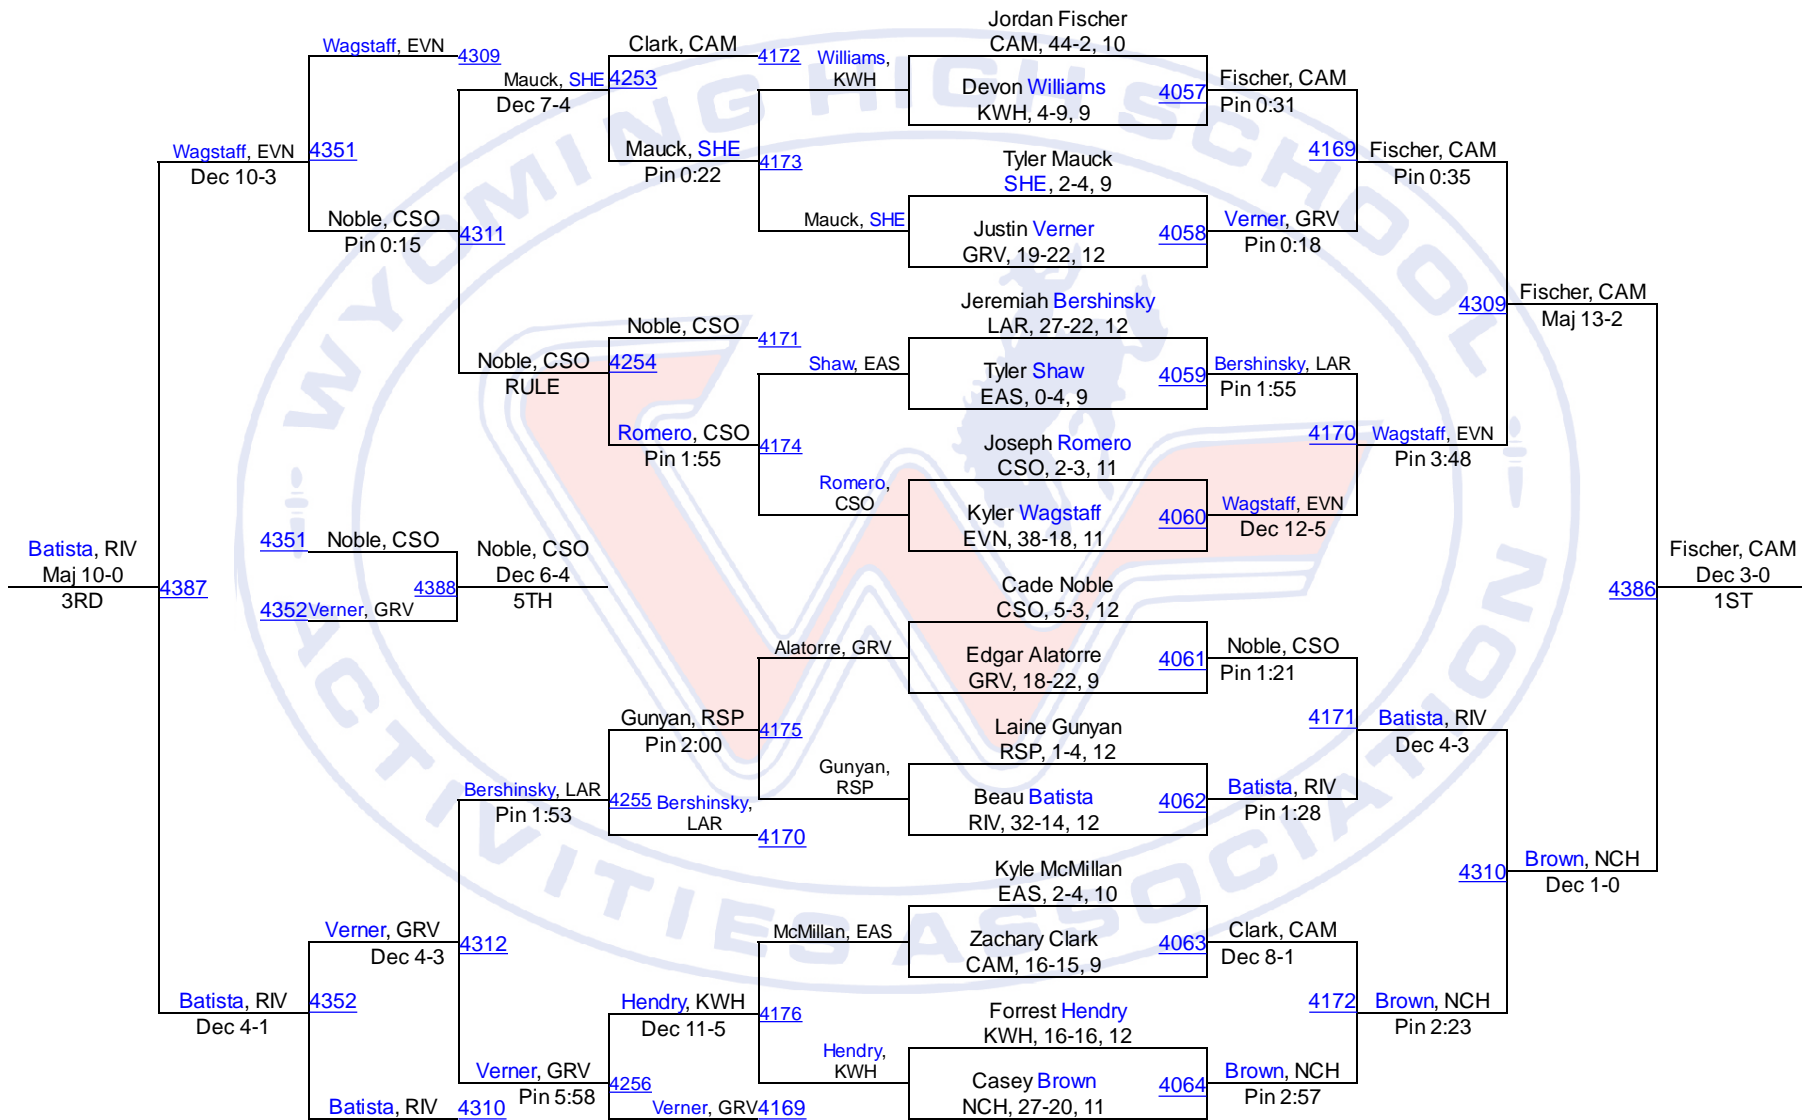 Jordan Fischer
CAM, 44-2, 10
Devon Williams
KWH, 4-9, 9
4057
Tyler Mauck
SHE, 2-4, 9
Justin Verner
GRV, 19-22, 12
4058
Jeremiah Bershinsky
LAR, 27-22, 12
Tyler Shaw
EAS, 0-4, 9
4059
Joseph Romero
CSO, 2-3, 11
Kyler Wagstaff
EVN, 38-18, 11
4060
Cade Noble
CSO, 5-3, 12
Edgar Alatorre
GRV, 18-22, 9
4061
Laine Gunyan
RSP, 1-4, 12
Beau Batista
RIV, 32-14, 12
4062
Kyle McMillan
EAS, 2-4, 10
Zachary Clark
CAM, 16-15, 9
4063
Forrest Hendry
KWH, 16-16, 12
Casey Brown
NCH, 27-20, 11
4064
Fischer, CAM
Pin 0:31
Verner, GRV
Pin 0:18
Bershinsky, LAR
Pin 1:55
Wagstaff, EVN
Dec 12-5
Noble, CSO
Pin 1:21
Batista, RIV
Pin 1:28
Clark, CAM
Dec 8-1
Brown, NCH
Pin 2:57
4169
Fischer, CAM
Pin 0:35
4170
Wagstaff, EVN
Pin 3:48
4171
Batista, RIV
Dec 4-3
4172
Brown, NCH
Pin 2:23
4309
Fischer, CAM
Maj 13-2
4310
Brown, NCH
Dec 1-0
4386
Fischer, CAM
Dec 3-0
1ST
Williams,
KWH
Mauck, SHE
Shaw, EAS
Romero,
CSO
Alatorre, GRV
Gunyan,
RSP
McMillan, EAS
Hendry,
KWH
Clark, CAM
4172
Mauck, SHE
Pin 0:22
4173
Noble, CSO
4171
Romero, CSO
Pin 1:55
4174
Gunyan, RSP
Pin 2:00
4175
Bershinsky,
LAR
4170
Hendry, KWH
Dec 11-5
4176
Verner, GRV
4169
Mauck, SHE
Dec 7-4
4253
Noble, CSO
RULE
4254
Bershinsky, LAR
Pin 1:53
4255
Verner, GRV
Pin 5:58
4256
Wagstaff, EVN
4309
Noble, CSO
Pin 0:15
4311
Verner, GRV
Dec 4-3
4312
Batista, RIV
4310
Wagstaff, EVN
Dec 10-3
4351
Batista, RIV
Dec 4-1
4352
Batista, RIV
Maj 10-0
3RD
4387
4351
Noble, CSO
4352
Verner, GRV
4388
Noble, CSO
Dec 6-4
5TH
WYOMING HIGH SCHOOL
ACTIVITIES ASSOCIATION